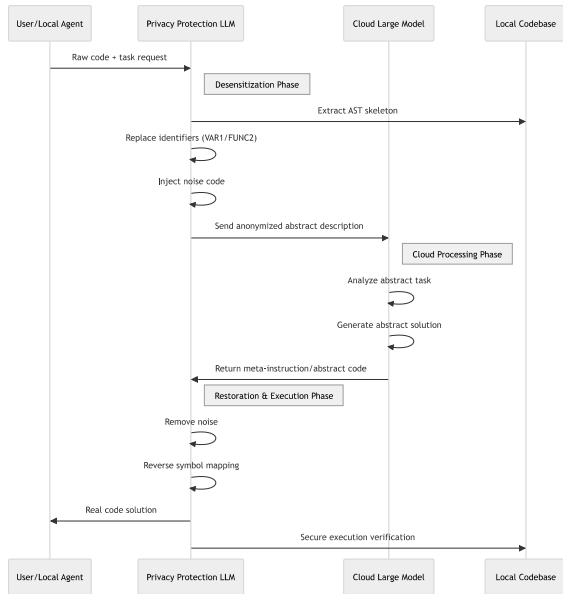 User/Local Agent
Privacy Protection LLM
Cloud Large Model
Local Codebase
Raw code + task request
Desensitization Phase
Extract AST skeleton
Replace identifiers (VAR1/FUNC2)
Inject noise code
Send anonymized abstract description
Cloud Processing Phase
Analyze abstract task
Generate abstract solution
Return meta-instruction/abstract code
Restoration & Execution Phase
Remove noise
Reverse symbol mapping
Real code solution
Secure execution verification
User/Local Agent
Privacy Protection LLM
Cloud Large Model
Local Codebase